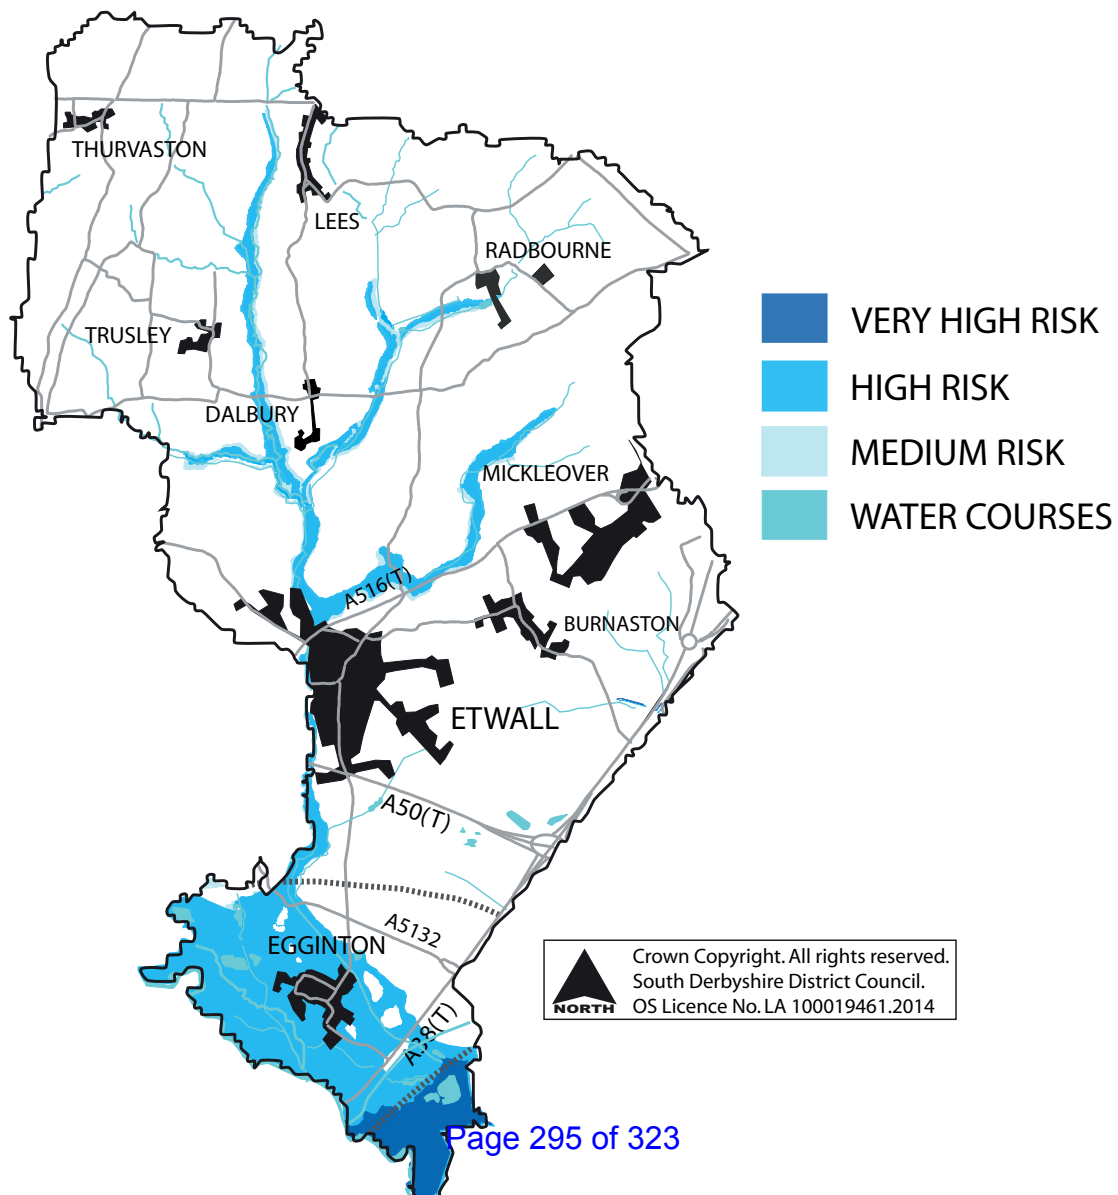 THURVASTON
LEES
RADBOURNE
TRUSLEY
DALBURY
MICKLEOVER
A516(T)
BURNASTON
ETWALL
A50(T)
A5132
EGGINTON
A38(T)
VERY HIGH RISK
HIGH RISK
MEDIUM RISK
WATER COURSES
NORTH
Crown Copyright. All rights reserved.
South Derbyshire District Council.
OS Licence No. LA 100019461.2014
Page 295 of 323